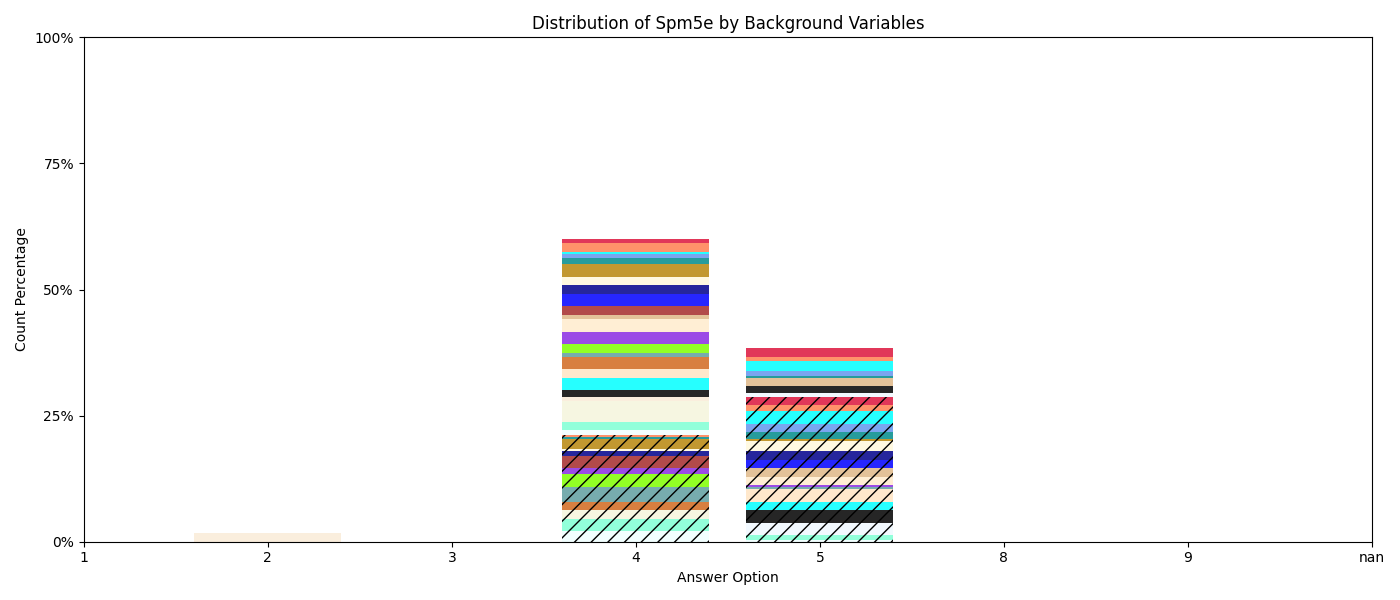 Distribution of Spm5e by Background Variables
100%
75%
50%
25%
0%
Count Percentage
1 2 3 4 5 8 9 nan
Answer Option